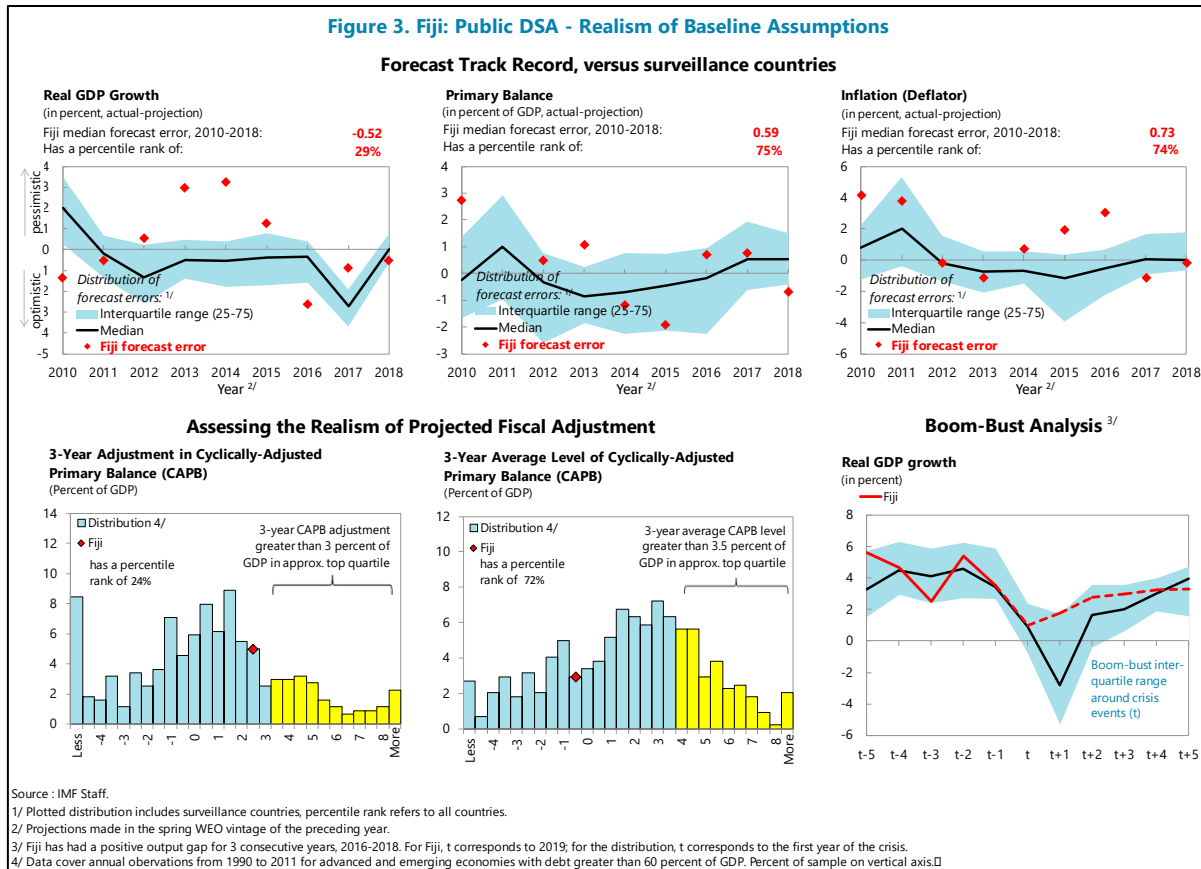 Figure 3. Fiji: Public DSA - Realism of Baseline Assumptions
Forecast Track Record, versus surveillance countries
Real GDP Growth
(in percent, actual-projection)
Fiji median forecast error, 2010-2018: -0.52
Has a percentile rank of: 29%
pessimistic
optimistic
4
3
2
1
0
1
2
3
4
-5
Distribution of
forecast errors: 1/
Interquartile range (25-75)
Median
Fiji forecast error
2010 2011 2012 2013 2014 2015 2016 2017 2018
Year 2/
Primary Balance
(in percent of GDP, actual-projection)
Fiji median forecast error, 2010-2018: 0.59
Has a percentile rank of: 75%
4
3
2
1
0
-1
-2
-3
Distribution of
forecast errors: 1/
Interquartile range (25-75)
Median
Fiji forecast error
2010 2011 2012 2013 2014 2015 2016 2017 2018
Year 2/
Inflation (Deflator)
(in percent, actual-projection)
Fiji median forecast error, 2010-2018: 0.73
Has a percentile rank of: 74%
6
4
2
0
-2
-4
-6
Distribution of
forecast errors: 1/
Interquartile range (25-75)
Median
Fiji forecast error
2010 2011 2012 2013 2014 2015 2016 2017 2018
Year 2/
Assessing the Realism of Projected Fiscal Adjustment
3-Year Adjustment in Cyclically-Adjusted
Primary Balance (CAPB)
(Percent of GDP)
14
12
10
8
6
4
2
0
Distribution 4/
Fiji
has a percentile
rank of 24%
3-year CAPB adjustment
greater than 3 percent of
GDP in approx. top quartile
Less -4 -3 -2 -1 0 1 2 3 4 5 6 7 8 More
3-Year Average Level of Cyclically-Adjusted
Primary Balance (CAPB)
(Percent of GDP)
12
10
8
6
4
2
0
Distribution 4/
Fiji
has a percentile
rank of 72%
3-year average CAPB level
greater than 3.5 percent of
GDP in approx. top quartile
Less -4 -3 -2 -1 0 1 2 3 4 5 6 7 8 More
Boom-Bust Analysis 3/
Real GDP growth
(in percent)
Fiji
8
6
4
2
0
-2
-4
-6
Boom-bust inter-
quartile range
around crisis
events (t)
t-5 t-4 t-3 t-2 t-1 t t+1 t+2 t+3 t+4 t+5
Source : IMF Staff.
1/ Plotted distribution includes surveillance countries, percentile rank refers to all countries.
2/ Projections made in the spring WEO vintage of the preceding year.
3/ Fiji has had a positive output gap for 3 consecutive years, 2016-2018. For Fiji, t corresponds to 2019; for the distribution, t corresponds to the first year of the crisis.
4/ Data cover annual obervations from 1990 to 2011 for advanced and emerging economies with debt greater than 60 percent of GDP. Percent of sample on vertical axis.